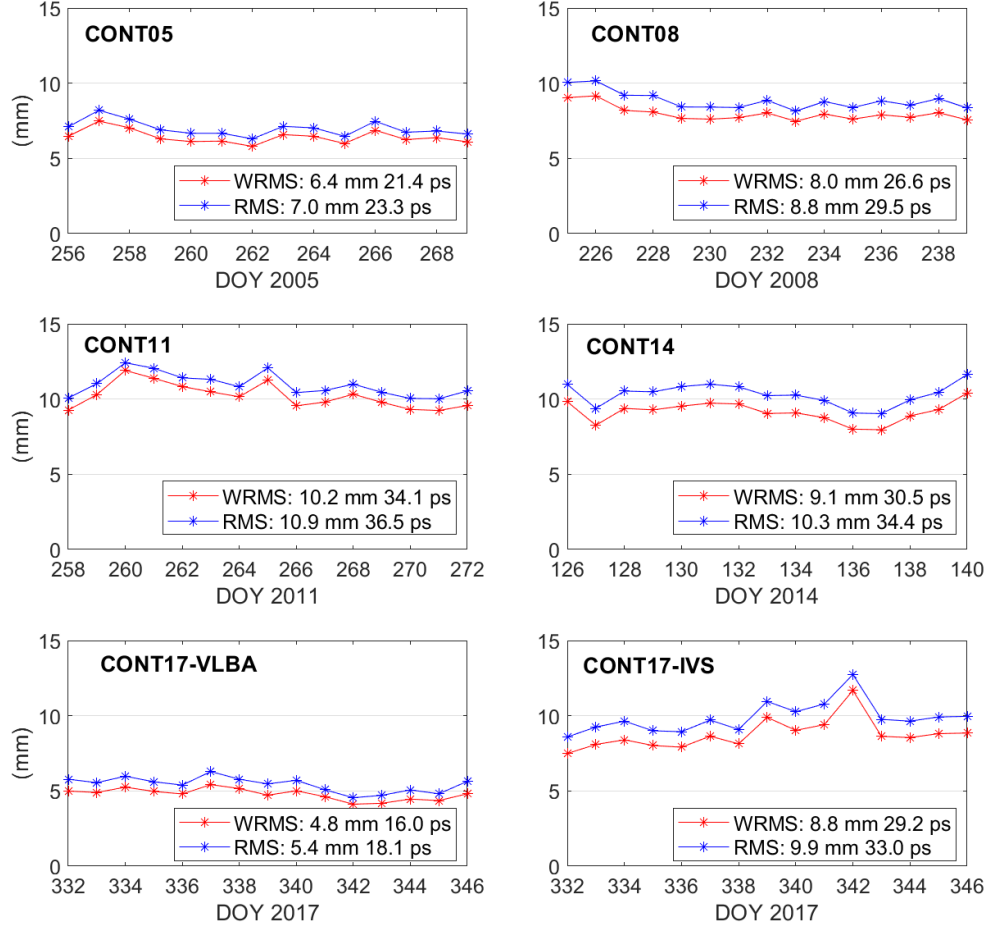 15
CONT05
10
(mm)
5
WRMS: 6.4 mm 21.4 ps
RMS: 7.0 mm 23.3 ps
0
256 258 260 262 264 266 268
DOY 2005
15
CONT08
10
5
WRMS: 8.0 mm 26.6 ps
RMS: 8.8 mm 29.5 ps
0
226 228 230 232 234 236 238
DOY 2008
15
CONT11
10
(mm)
5
WRMS: 10.2 mm 34.1 ps
RMS: 10.9 mm 36.5 ps
0
258 260 262 264 266 268 270 272
DOY 2011
15
CONT14
10
5
WRMS: 9.1 mm 30.5 ps
RMS: 10.3 mm 34.4 ps
0
126 128 130 132 134 136 138 140
DOY 2014
15
CONT17-VLBA
10
(mm)
5
WRMS: 4.8 mm 16.0 ps
RMS: 5.4 mm 18.1 ps
0
332 334 336 338 340 342 344 346
DOY 2017
15
CONT17-IVS
10
5
WRMS: 8.8 mm 29.2 ps
RMS: 9.9 mm 33.0 ps
0
332 334 336 338 340 342 344 346
DOY 2017